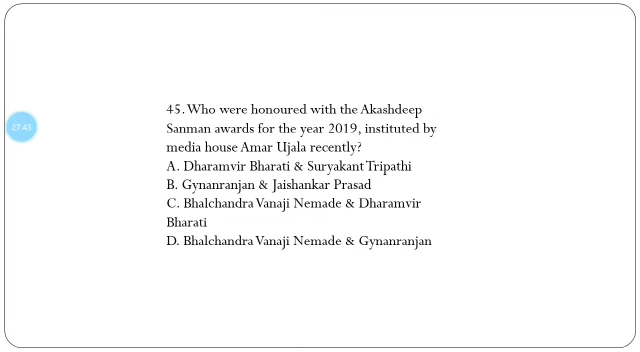 45. Who were honoured with the Akashdeep
Sanman awards for the year 2019, instituted by
media house Amar Ujala recently?
27:43
A. Dharamvir Bharati & Suryakant Tripathi
B. Gynanranjan & Jaishankar Prasad
C. Bhalchandra Vanaji Nemade & Dharamvir
Bharati
D. Bhalchandra Vanaji Nemade & Gynanranjan